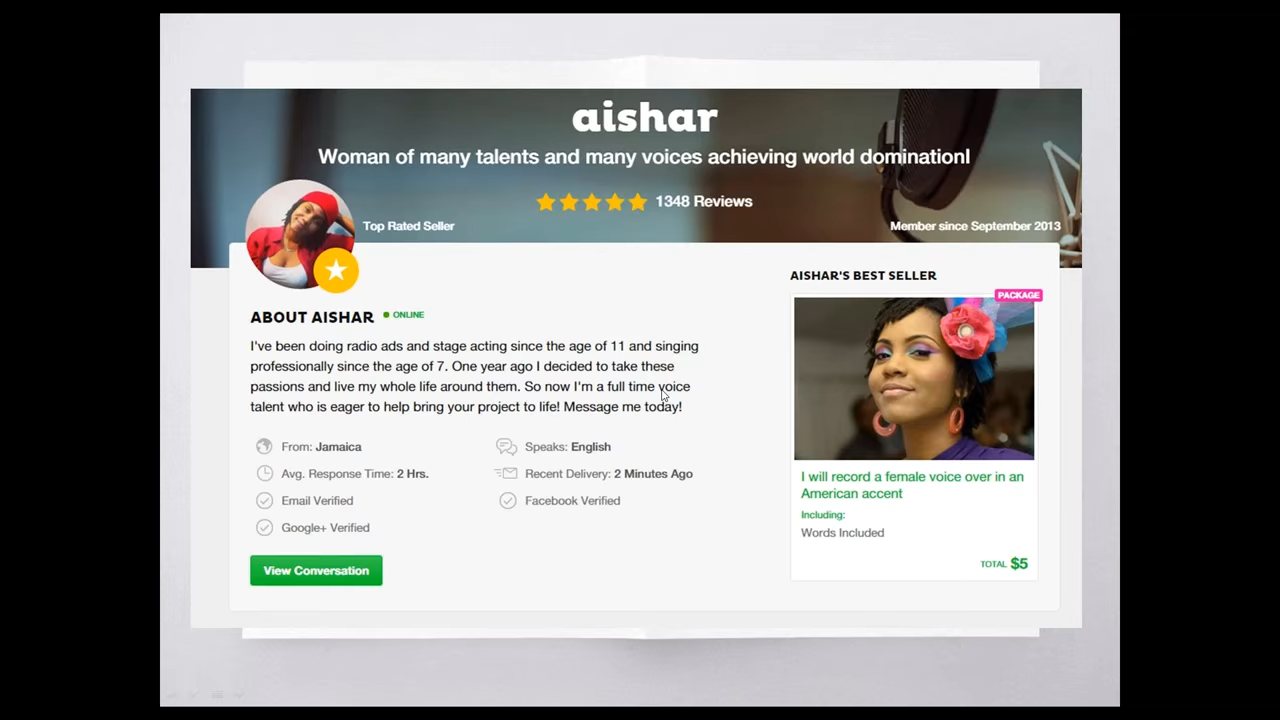 aishar
Woman of many talents and many voices achieving world domination!
1348 Reviews
Top Rated Seller
Member since September 2013
ABOUT AISHAR
ONLINE
I've been doing radio ads and stage acting since the age of 11 and singing
professionally since the age of 7. One year ago I decided to take these
passions and live my whole life around them. So now I'm a full time voice
talent who is eager to help bring your project to life! Message me today!
From: Jamaica
Speaks: English
Avg. Response Time: 2 Hrs.
Recent Delivery: 2 Minutes Ago
Email Verified
Facebook Verified
Google+ Verified
View Conversation
AISHAR'S BEST SELLER
PACKAGE
I will record a female voice over in an
American accent
Including:
Words Included
TOTAL $5